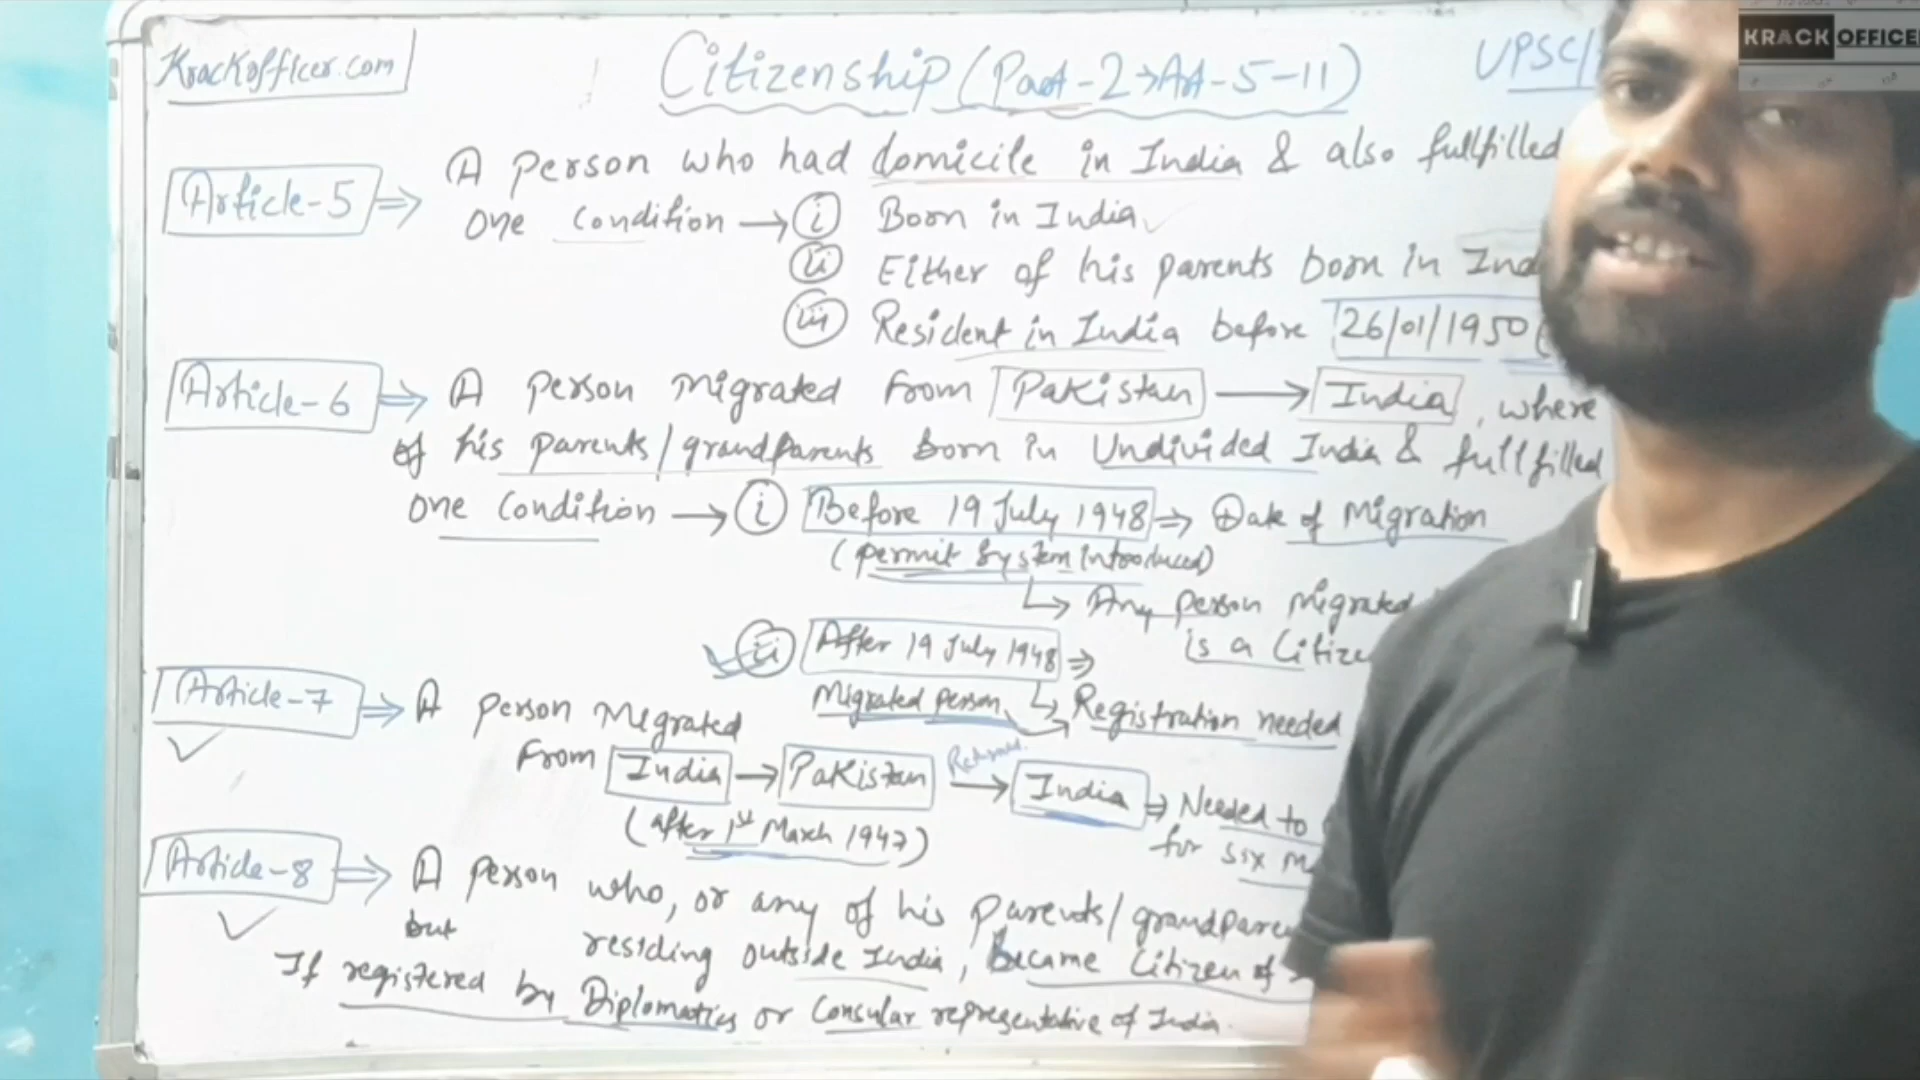 Krackofficer.com
Citizenship (Part-2→Art-5-11)
UPSC/
KRACK OFFICER
Article-5 ⇒ A person who had domicile in India & also fullfilled
one condition → (i) Born in India
(ii) Either of his parents born in
(iii) Resident in India before 26/01/1950
Article-6 ⇒ A person Migrated From Pakistan → India, where
of his parents/grandparents born in Undivided India & fullfilled
one condition → (i) Before 19 July 1948 ⇒ Date of Migration
(permit system introduced)
↳ Any person migrated
is a
(ii) After 19 July 1948 ⇒
Migrated person ↳ Registration needed
Article-7 ⇒ A person Migrated
From India → Pakistan → India ⇒ Needed to
(after 1st March 1947)
for six
Article-8 ⇒ A person who, or any of his parents/
but residing outside India, became Citizen of
If registered by Diplomatics or Consular representative of India.